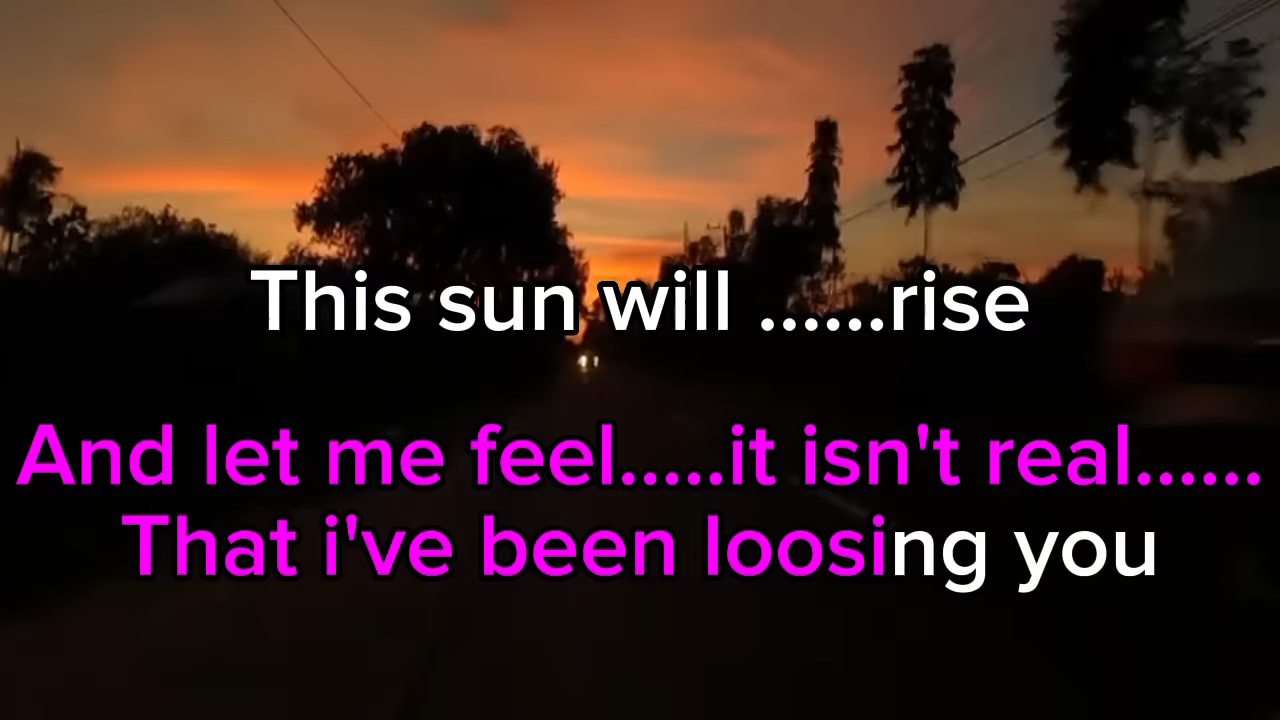 This sun will ......rise
And let me feel.....it isn't real......
That i've been loosing you